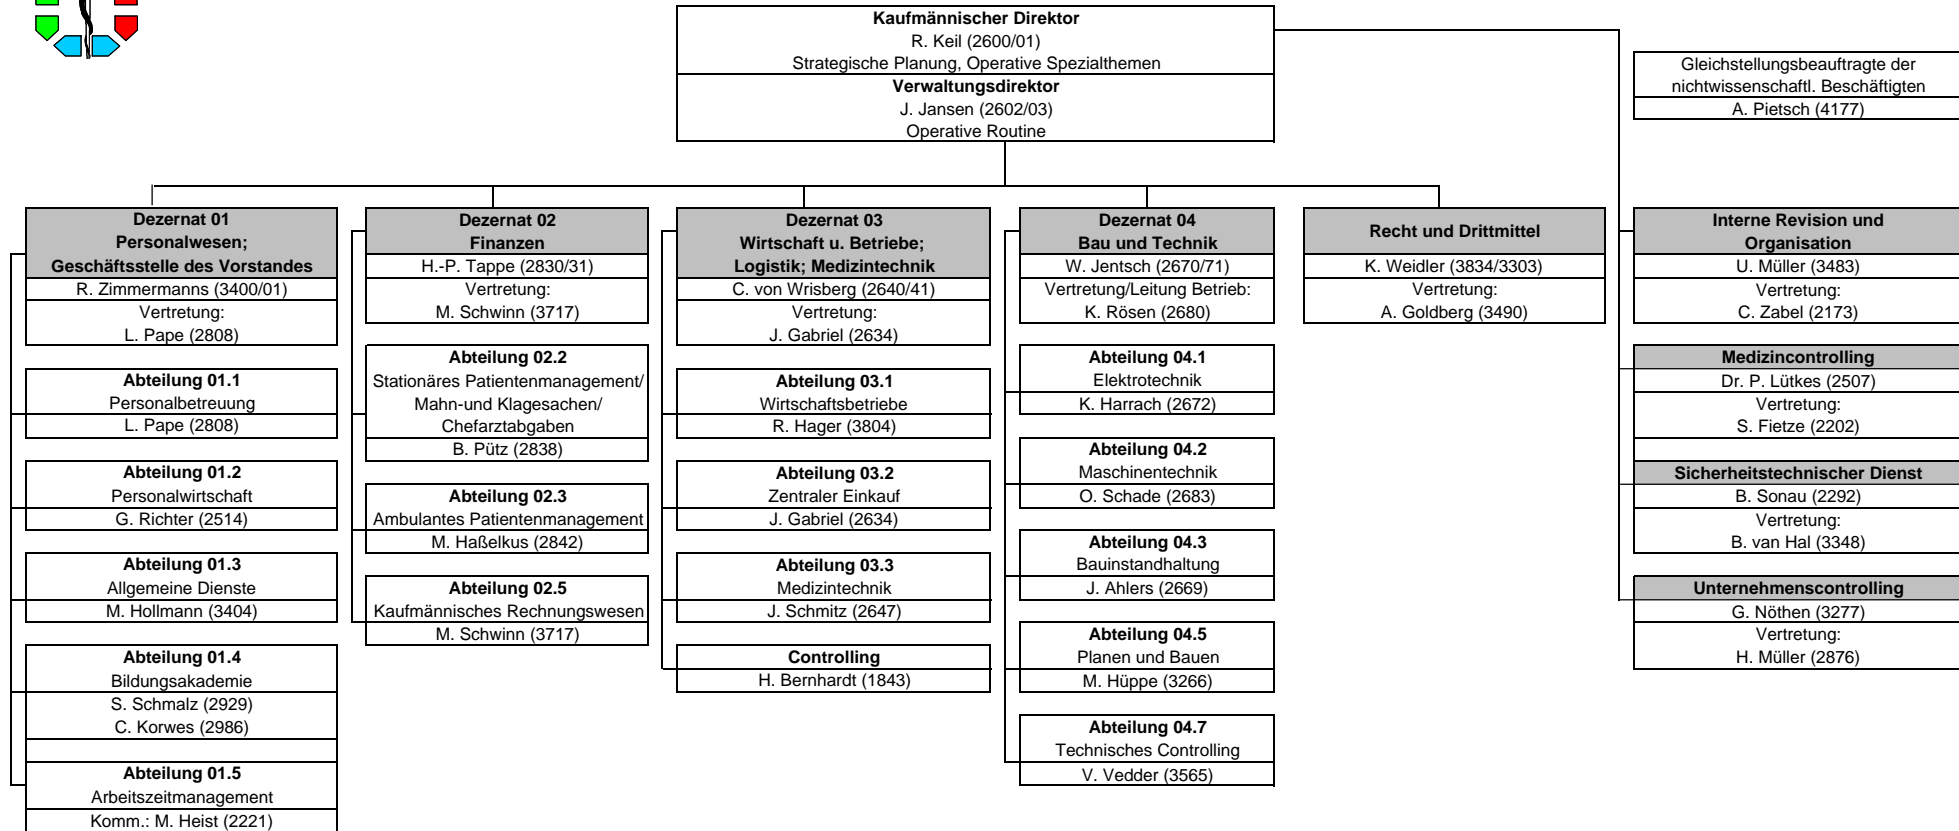 Kaufmännischer Direktor
R. Keil (2600/01)
Strategische Planung, Operative Spezialthemen
Verwaltungsdirektor
J. Jansen (2602/03)
Operative Routine
Gleichstellungsbeauftragte der
nichtwissenschaftl. Beschäftigten
A. Pietsch (4177)
Dezernat 01
Personalwesen;
Geschäftsstelle des Vorstandes
R. Zimmermanns (3400/01)
Vertretung:
L. Pape (2808)
Abteilung 01.1
Personalbetreuung
L. Pape (2808)
Abteilung 01.2
Personalwirtschaft
G. Richter (2514)
Abteilung 01.3
Allgemeine Dienste
M. Hollmann (3404)
Abteilung 01.4
Bildungsakademie
S. Schmalz (2929)
C. Korwes (2986)
Abteilung 01.5
Arbeitszeitmanagement
Komm.: M. Heist (2221)
Dezernat 02
Finanzen
H.-P. Tappe (2830/31)
Vertretung:
M. Schwinn (3717)
Abteilung 02.2
Stationäres Patientenmanagement/
Mahn-und Klagesachen/
Chefarztabgaben
B. Pütz (2838)
Abteilung 02.3
Ambulantes Patientenmanagement
M. Haßelkus (2842)
Abteilung 02.5
Kaufmännisches Rechnungswesen
M. Schwinn (3717)
Dezernat 03
Wirtschaft u. Betriebe;
Logistik; Medizintechnik
C. von Wrisberg (2640/41)
Vertretung:
J. Gabriel (2634)
Abteilung 03.1
Wirtschaftsbetriebe
R. Hager (3804)
Abteilung 03.2
Zentraler Einkauf
J. Gabriel (2634)
Abteilung 03.3
Medizintechnik
J. Schmitz (2647)
Controlling
H. Bernhardt (1843)
Dezernat 04
Bau und Technik
W. Jentsch (2670/71)
Vertretung/Leitung Betrieb:
K. Rösen (2680)
Abteilung 04.1
Elektrotechnik
K. Harrach (2672)
Abteilung 04.2
Maschinentechnik
O. Schade (2683)
Abteilung 04.3
Bauinstandhaltung
J. Ahlers (2669)
Abteilung 04.5
Planen und Bauen
M. Hüppe (3266)
Abteilung 04.7
Technisches Controlling
V. Vedder (3565)
Recht und Drittmittel
K. Weidler (3834/3303)
Vertretung:
A. Goldberg (3490)
Interne Revision und
Organisation
U. Müller (3483)
Vertretung:
C. Zabel (2173)
Medizincontrolling
Dr. P. Lütkes (2507)
Vertretung:
S. Fietze (2202)
Sicherheitstechnischer Dienst
B. Sonau (2292)
Vertretung:
B. van Hal (3348)
Unternehmenscontrolling
G. Nöthen (3277)
Vertretung:
H. Müller (2876)